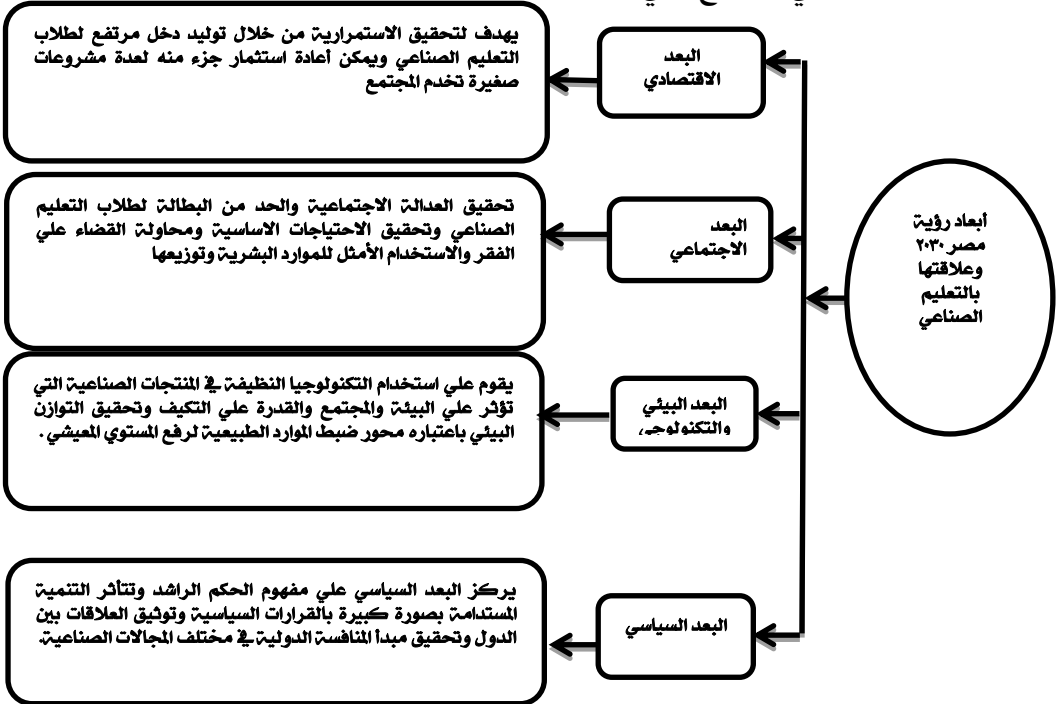 أبعاد رؤية
مصر ٢٠٣٠
وعلاقتها
بالتعليم
الصناعي
البعد
الاقتصادي
يهدف لتحقيق الاستمرارية من خلال توليد دخل مرتفع لطلاب
التعليم الصناعي ويمكن أعادة استثمار جزء منه لعدة مشروعات
صغيرة تخدم المجتمع
البعد
الاجتماعي
تحقيق العدالة الاجتماعية والحد من البطالة لطلاب التعليم
الصناعي وتحقيق الاحتياجات الاساسية ومحاولة القضاء علي
الفقر والاستخدام الأمثل للموارد البشرية وتوزيعها
البعد البيئي
والتكنولوجي
يقوم علي استخدام التكنولوجيا النظيفة في المنتجات الصناعية التي
تؤثر علي البيئة والمجتمع والقدرة علي التكيف وتحقيق التوازن
البيئي باعتباره محور ضبط الموارد الطبيعية لرفع المستوي المعيشي.
البعد السياسي
يركز البعد السياسي علي مفهوم الحكم الراشد وتتأثر التنمية
المستدامة بصورة كبيرة بالقرارات السياسية وتوثيق العلاقات بين
الدول وتحقيق مبدأ المنافسة الدولية في مختلف المجالات الصناعية.